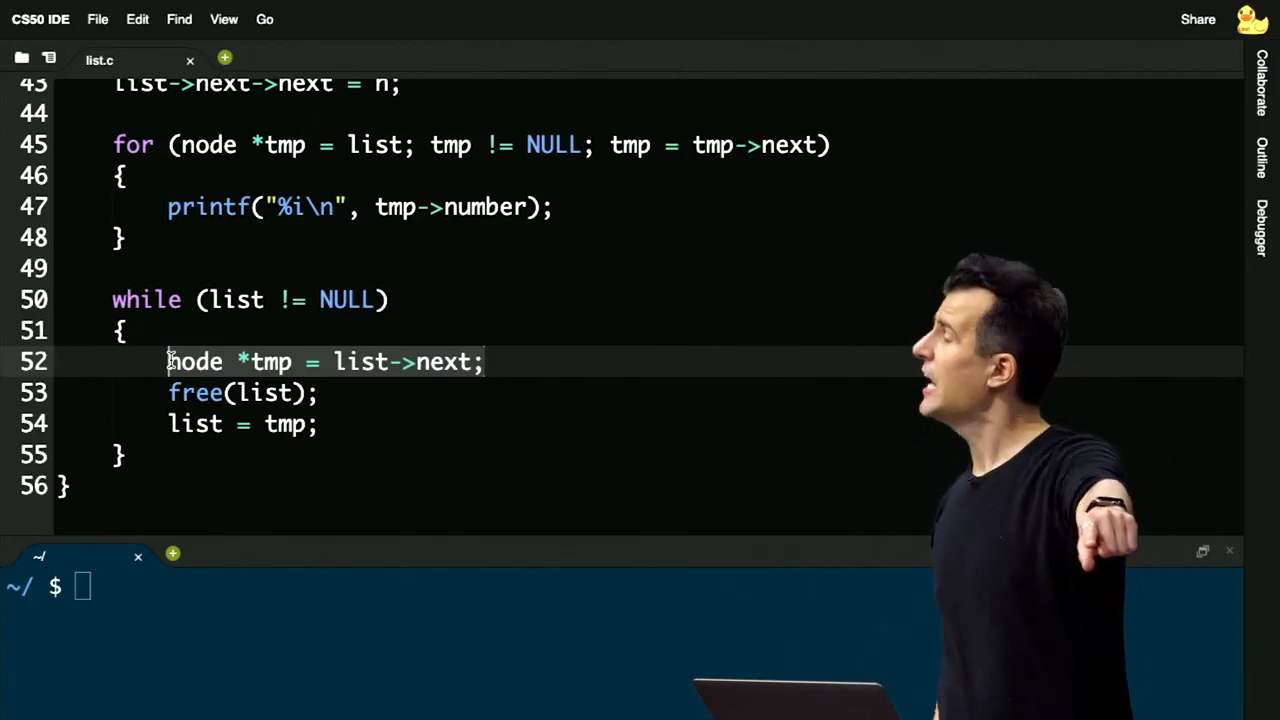 CS50 IDE File Edit Find View Go Share
list.c
Collaborate
Outline
Debugger
43 list->next->next = n;
44
45 for (node *tmp = list; tmp != NULL; tmp = tmp->next)
46 {
47 printf("%i\n", tmp->number);
48 }
49
50 while (list != NULL)
51 {
52 node *tmp = list->next;
53 free(list);
54 list = tmp;
55 }
56 }
~/
~/ $